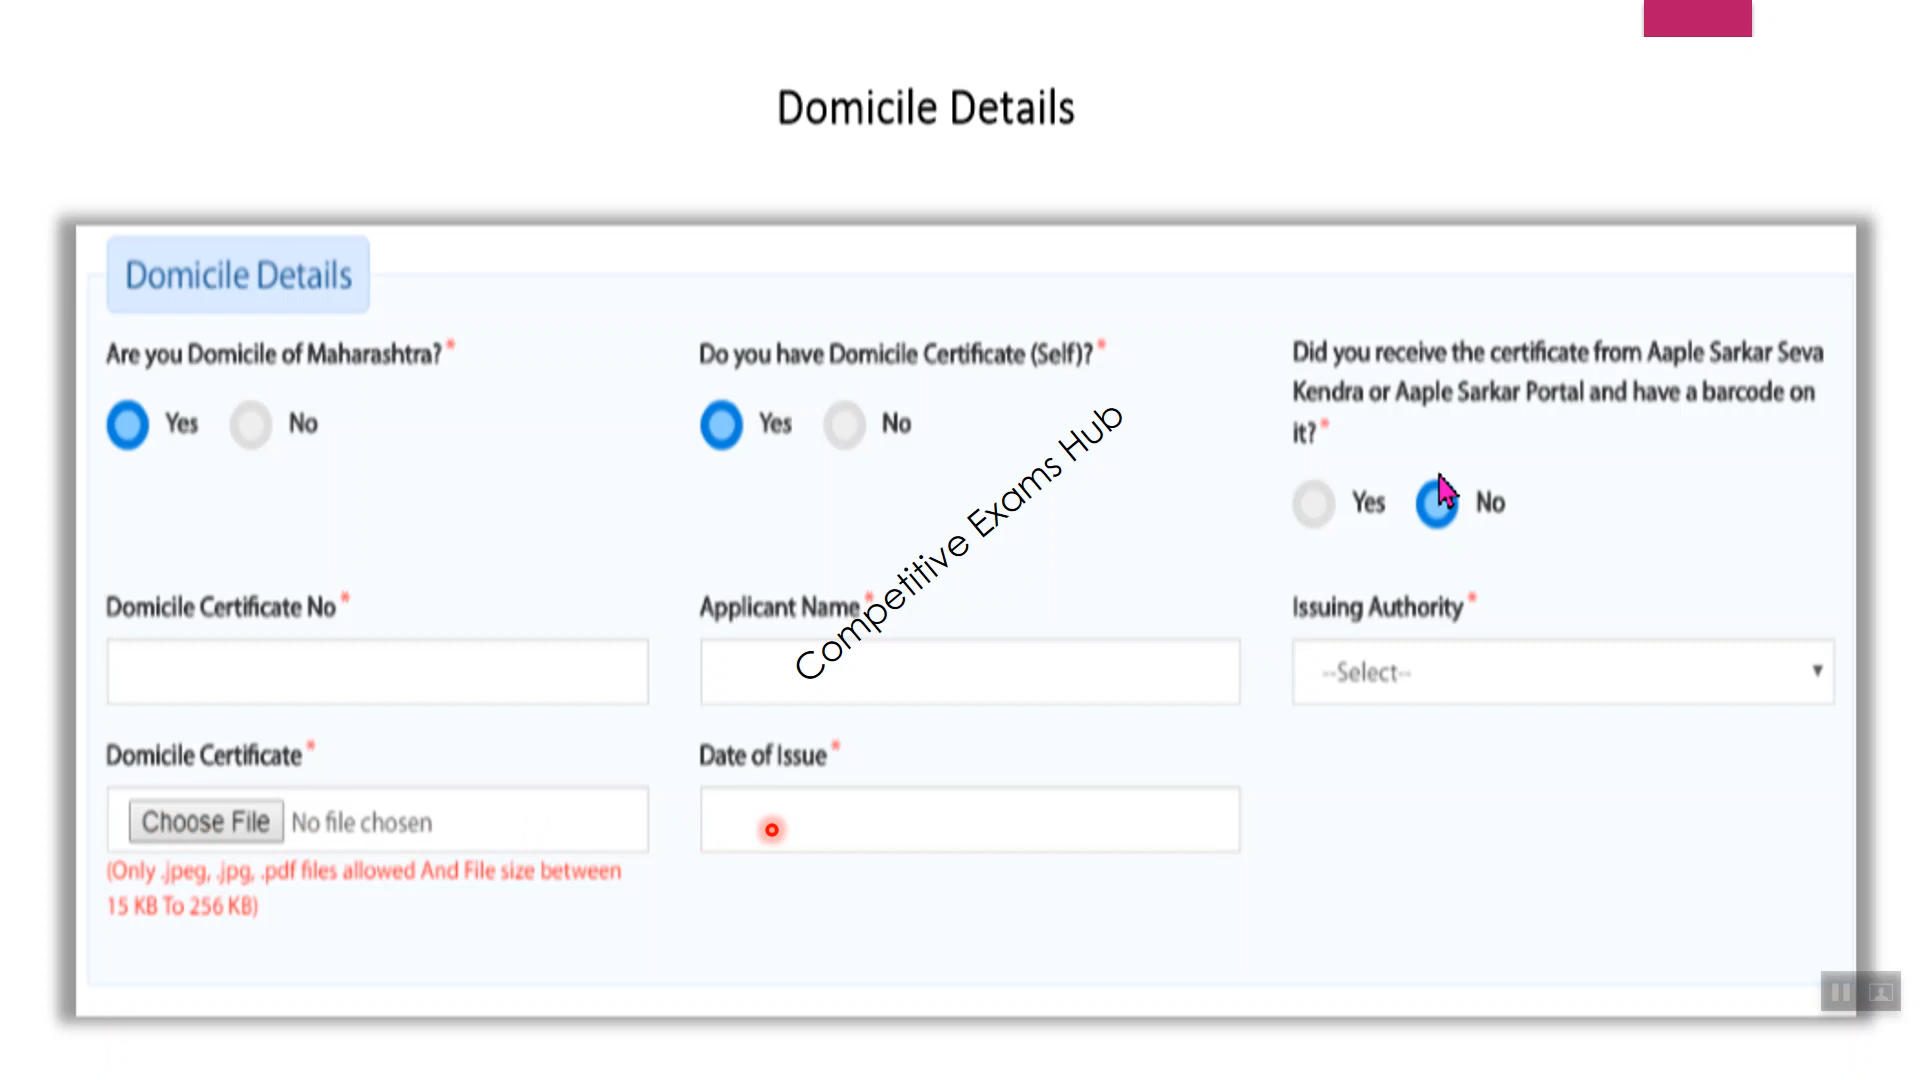 Domicile Details
Domicile Details
Are you Domicile of Maharashtra? *
Yes No
Do you have Domicile Certificate (Self)? *
Yes No
Did you receive the certificate from Aaple Sarkar Seva
Kendra or Aaple Sarkar Portal and have a barcode on
it? *
Yes No
Competitive Exams Hub
Domicile Certificate No *
Applicant Name *
Issuing Authority *
--Select--
Domicile Certificate *
Choose File No file chosen
(Only .jpeg, .jpg, .pdf files allowed And File size between
15 KB To 256 KB)
Date of Issue *